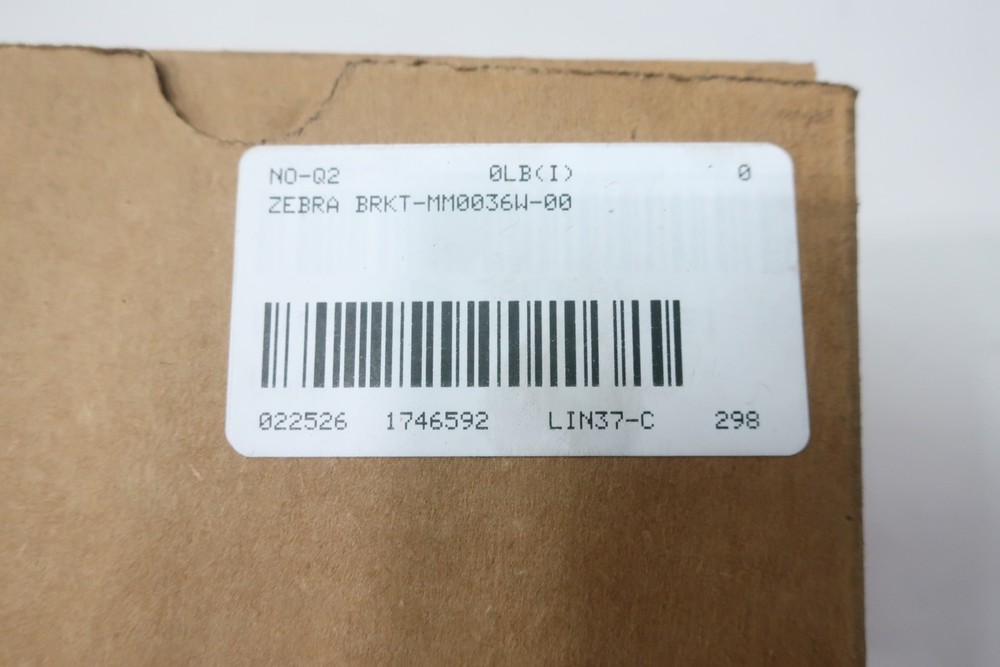 NO-Q2 0LB(I) 0
ZEBRA BRKT-MM0036W-00
022526 1746592 LIN37-C 298